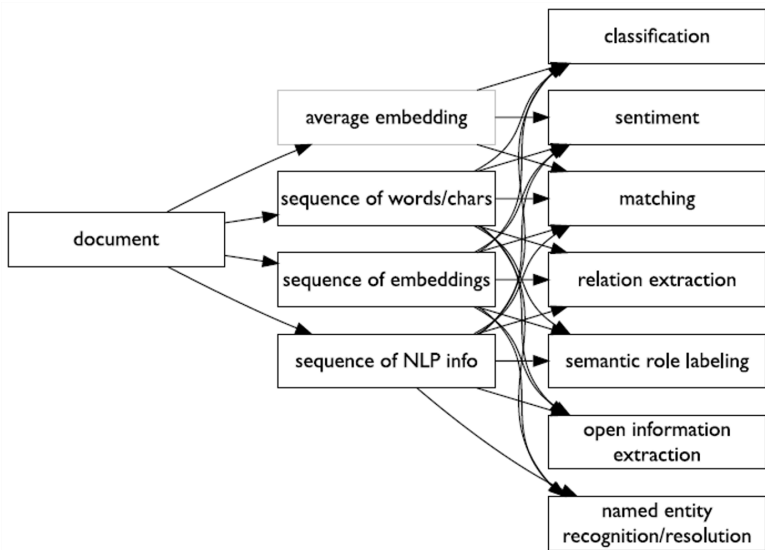 document
average embedding
sequence of words/chars
sequence of embeddings
sequence of NLP info
classification
sentiment
matching
relation extraction
semantic role labeling
open information
extraction
named entity
recognition/resolution